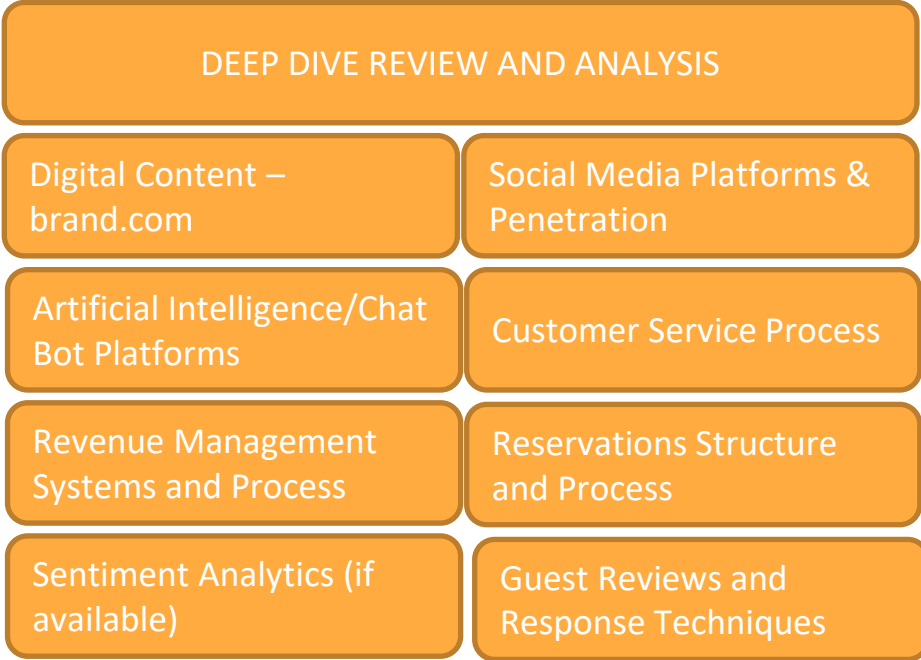 DEEP DIVE REVIEW AND ANALYSIS
Digital Content –
brand.com
Social Media Platforms &
Penetration
Artificial Intelligence/Chat
Bot Platforms
Customer Service Process
Revenue Management
Systems and Process
Reservations Structure
and Process
Sentiment Analytics (if
available)
Guest Reviews and
Response Techniques